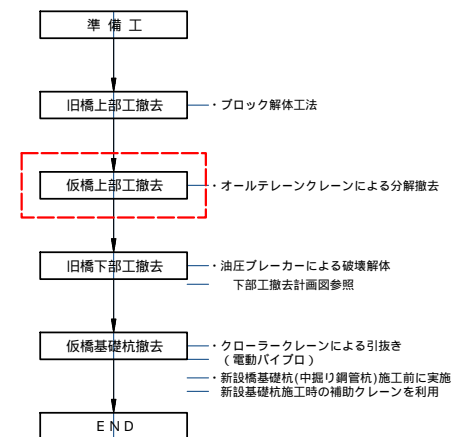 準 備 工
旧橋上部工撤去
・ブロック解体工法
仮橋上部工撤去
・オールテレーンクレーンによる分解撤去
旧橋下部工撤去
・油圧ブレーカーによる破壊解体
下部工撤去計画図参照
仮橋基礎杭撤去
・クローラークレーンによる引抜き
(電動バイブロ)
・新設橋基礎杭(中掘り鋼管杭)施工前に実施
新設基礎杭施工時の補助クレーンを利用
E N D